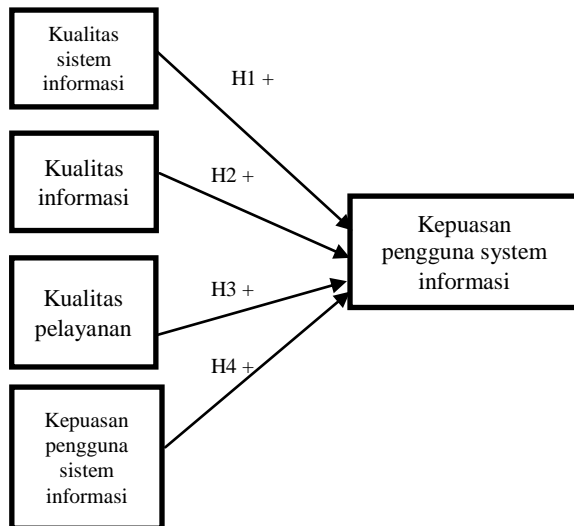 Kualitas
sistem
informasi
H1 +
Kualitas
informasi
H2 +
Kepuasan
pengguna system
informasi
Kualitas
pelayanan
H3 +
H4 +
Kepuasan
pengguna
sistem
informasi